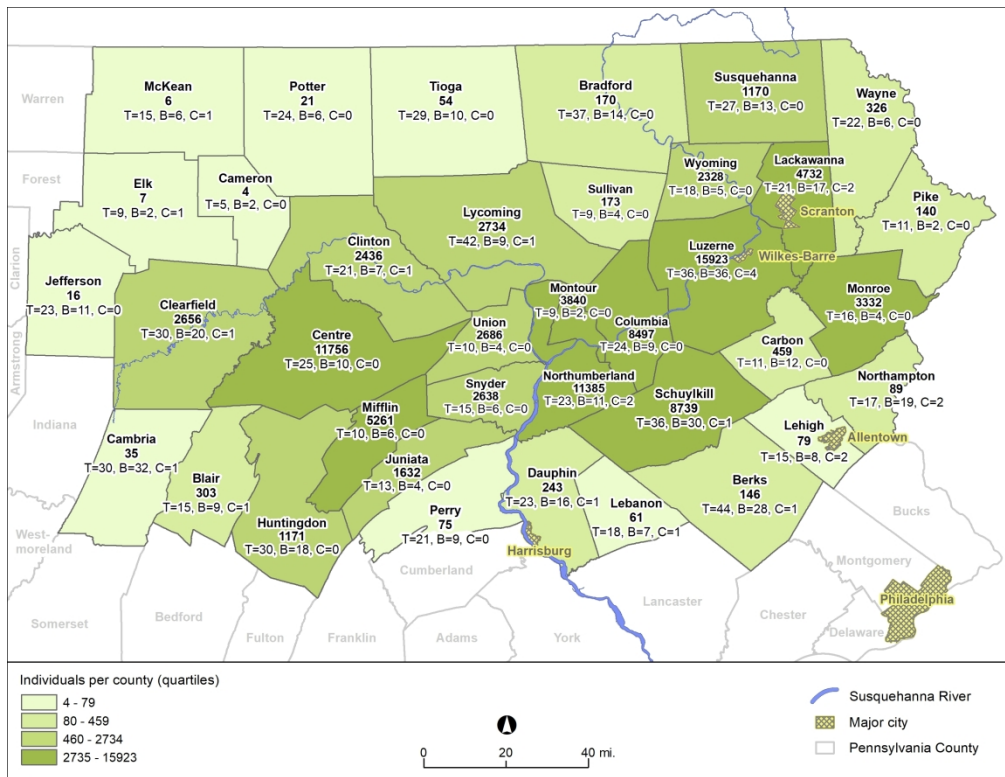 McKean
6
T=15, B=6, C=1
Potter
21
T=24, B=6, C=0
Tioga
54
T=29, B=10, C=0
Bradford
170
T=37, B=14, C=0
Susquehanna
1170
T=27, B=13, C=0
Wayne
326
T=22, B=6, C=0
Warren
Forest
Elk
7
T=9, B=2, C=1
Cameron
4
T=5, B=2, C=0
Lycoming
2734
T=42, B=9, C=1
Sullivan
173
T=9, B=4, C=0
Wyoming
2328
T=18, B=5, C=0
Lackawanna
4732
T=21, B=17, C=2
Scranton
Pike
140
T=11, B=2, C=0
Clarion
Jefferson
16
T=23, B=11, C=0
Clearfield
2656
T=30, B=20, C=1
Clinton
2436
T=21, B=7, C=1
Centre
11756
T=25, B=10, C=0
Union
2686
T=10, B=4, C=0
Montour
3840
T=9, B=2, C=0
Columbia
8497
T=24, B=9, C=0
Luzerne
15923
T=36, B=36, C=4
Wilkes-Barre
Monroe
3332
T=16, B=4, C=0
Carbon
459
T=11, B=12, C=0
Armstrong
Indiana
Snyder
2638
T=15, B=6, C=0
Northumberland
11385
T=23, B=11, C=2
Schuylkill
8739
T=36, B=30, C=1
Northampton
89
T=17, B=19, C=2
Lehigh
79
T=15, B=8, C=2
Allentown
Cambria
35
T=30, B=32, C=1
Blair
303
T=15, B=9, C=1
Mifflin
5261
T=10, B=6, C=0
Juniata
1632
T=13, B=4, C=0
Huntingdon
1171
T=30, B=18, C=0
Perry
75
T=21, B=9, C=0
Dauphin
243
T=23, B=16, C=1
Harrisburg
Lebanon
61
T=18, B=7, C=1
Berks
146
T=44, B=28, C=1
Bucks
West-
moreland
Cumberland
Montgomery
Philadelphia
Somerset
Bedford
Fulton
Franklin
Adams
York
Lancaster
Chester
Delaware
Individuals per county (quartiles)
4 - 79
80 - 459
460 - 2734
2735 - 15923
0 20 40 mi.
Susquehanna River
Major city
Pennsylvania County